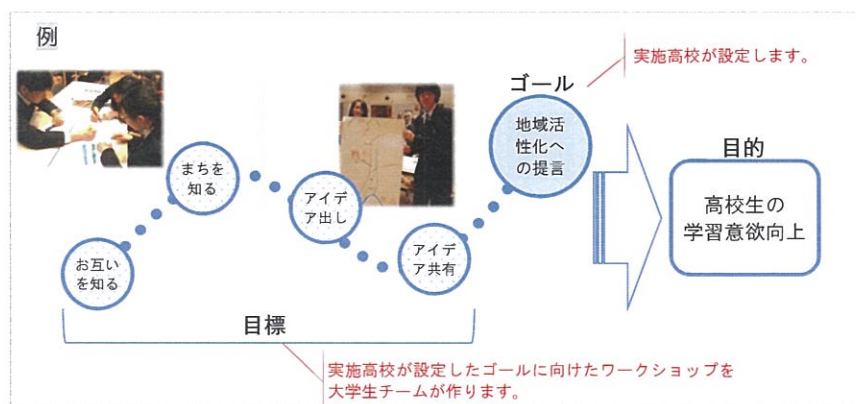 例
実施高校が設定します。
ゴール
地域活
性化へ
の提言
目的
高校生の
学習意欲向上
まちを
知る
アイデ
ア出し
お互い
を知る
アイデ
ア共有
目標
実施高校が設定したゴールに向けたワークショップを
大学生チームが作ります。